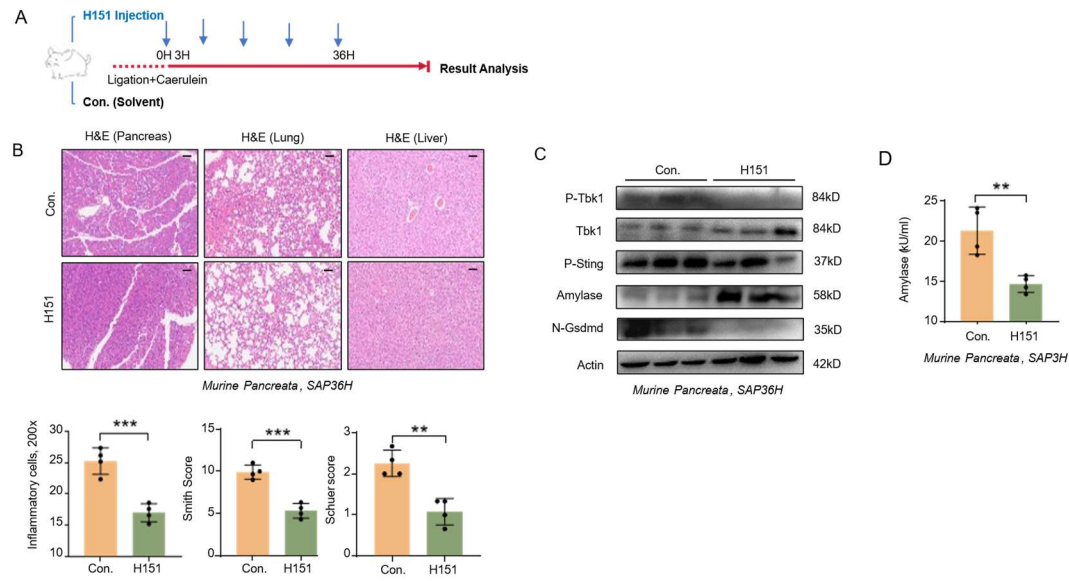 A
H151 Injection
0H 3H
36H
Ligation+Caerulein
Result Analysis
Con. (Solvent)
B
H&E (Pancreas)
H&E (Lung)
H&E (Liver)
Con.
H151
Murine Pancreata, SAP36H
Inflammatory cells, 200x
30
25
20
15
10
***
Con.
H151
Smith Score
15
10
5
0
***
Con.
H151
Schuer score
3
2
1
0
**
Con.
H151
C
Con.
H151
P-Tbk1
84kD
Tbk1
84kD
P-Sting
37kD
Amylase
58kD
N-Gsdmd
35kD
Actin
42kD
Murine Pancreata, SAP36H
D
Amylase (kU/ml)
25
20
15
10
**
Con.
H151
Murine Pancreata, SAP3H